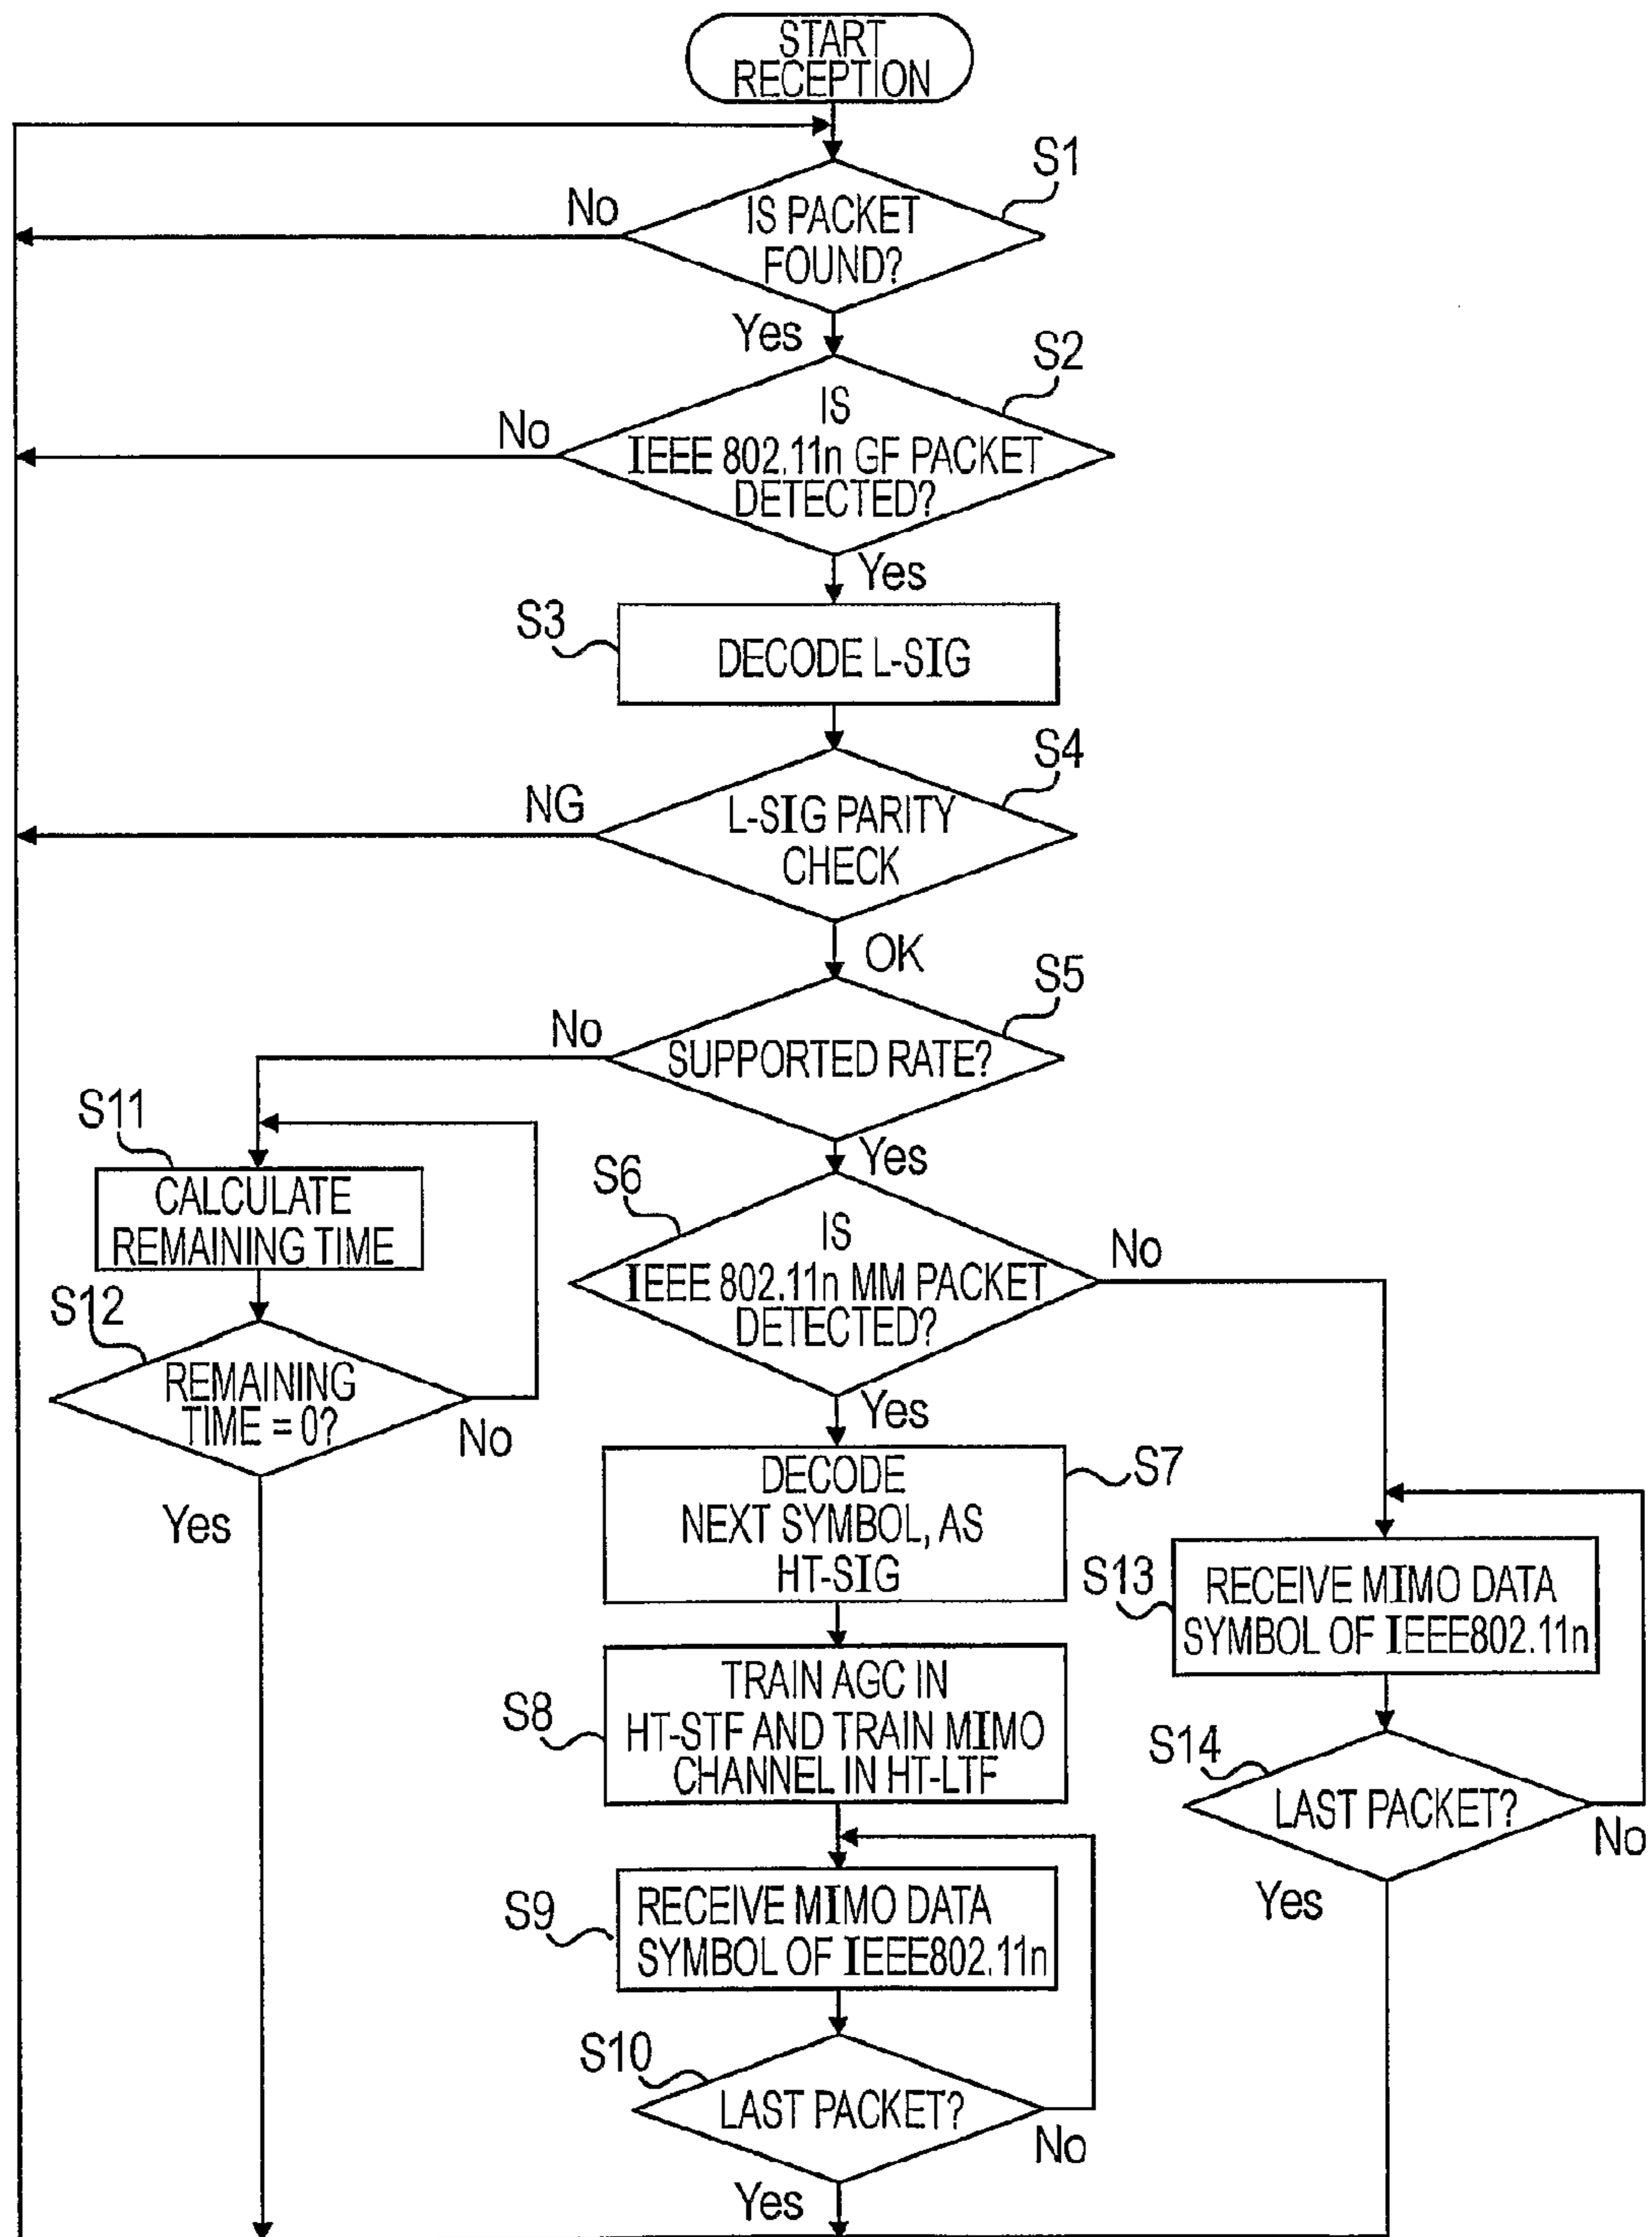 START
RECEPTION
S1
No
IS PACKET
FOUND?
Yes
S2
IS
No
IEEE 802.11n GF PACKET
DETECTED?
Yes
S3
DECODE L-SIG
S4
NG
L-SIG PARITY
CHECK
OK
S5
No
SUPPORTED RATE?
S11
Yes
CALCULATE
REMAINING TIME
S6
IS
No
IEEE 802.11n MM PACKET
DETECTED?
S12
REMAINING
TIME = 0?
No
Yes
Yes
DECODE
NEXT SYMBOL, AS
HT-SIG
S7
S13
RECEIVE MIMO DATA
SYMBOL OF IEEE802.11n
S8
TRAIN AGC IN
HT-STF AND TRAIN MIMO
CHANNEL IN HT-LTF
S14
LAST PACKET?
No
Yes
S9
RECEIVE MIMO DATA
SYMBOL OF IEEE802.11n
S10
LAST PACKET?
No
Yes